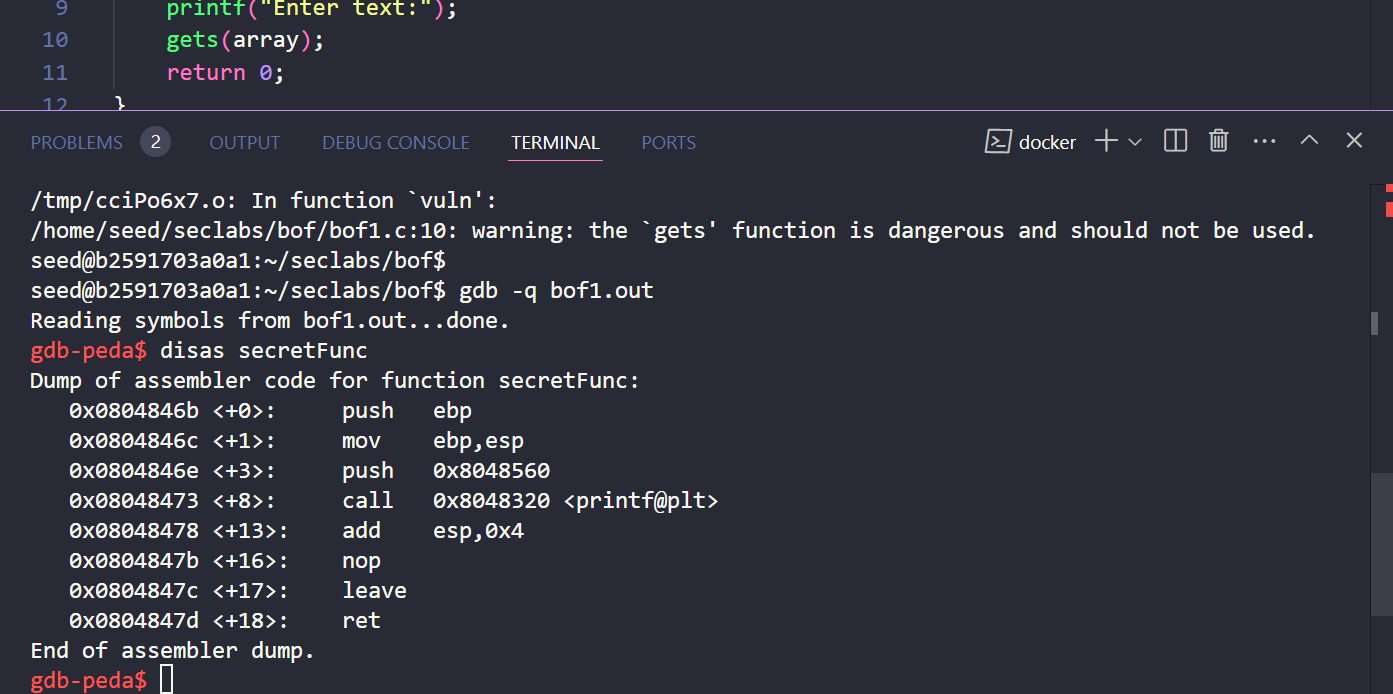 9 printf("Enter text:");
10 gets(array);
11 return 0;
12 }
PROBLEMS 2 OUTPUT DEBUG CONSOLE TERMINAL PORTS docker
/tmp/cciPo6x7.o: In function `vuln':
/home/seed/seclabs/bof/bof1.c:10: warning: the `gets' function is dangerous and should not be used.
seed@b2591703a0a1:~/seclabs/bof$
seed@b2591703a0a1:~/seclabs/bof$ gdb -q bof1.out
Reading symbols from bof1.out...done.
gdb-peda$ disas secretFunc
Dump of assembler code for function secretFunc:
   0x0804846b <+0>:     push   ebp
   0x0804846c <+1>:     mov    ebp,esp
   0x0804846e <+3>:     push   0x8048560
   0x08048473 <+8>:     call   0x8048320 <printf@plt>
   0x08048478 <+13>:    add    esp,0x4
   0x0804847b <+16>:    nop
   0x0804847c <+17>:    leave
   0x0804847d <+18>:    ret
End of assembler dump.
gdb-peda$